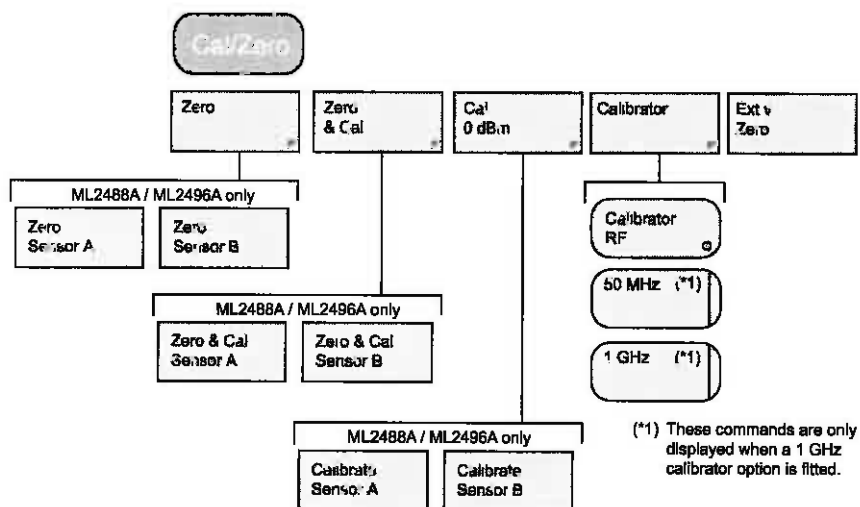 Cal/Zero
Zero
Zero
& Cal
Cal
0 dBm
Calibrator
Ext v
Zero
ML2488A / ML2496A only
Zero
Sensor A
Zero
Sensor B
Calibrator
RF
50 MHz (*1)
1 GHz (*1)
ML2488A / ML2496A only
Zero & Cal
Sensor A
Zero & Cal
Sensor B
(*1) These commands are only
displayed when a 1 GHz
calibrator option is fitted.
ML2488A / ML2496A only
Calibrate
Sensor A
Calibrate
Sensor B